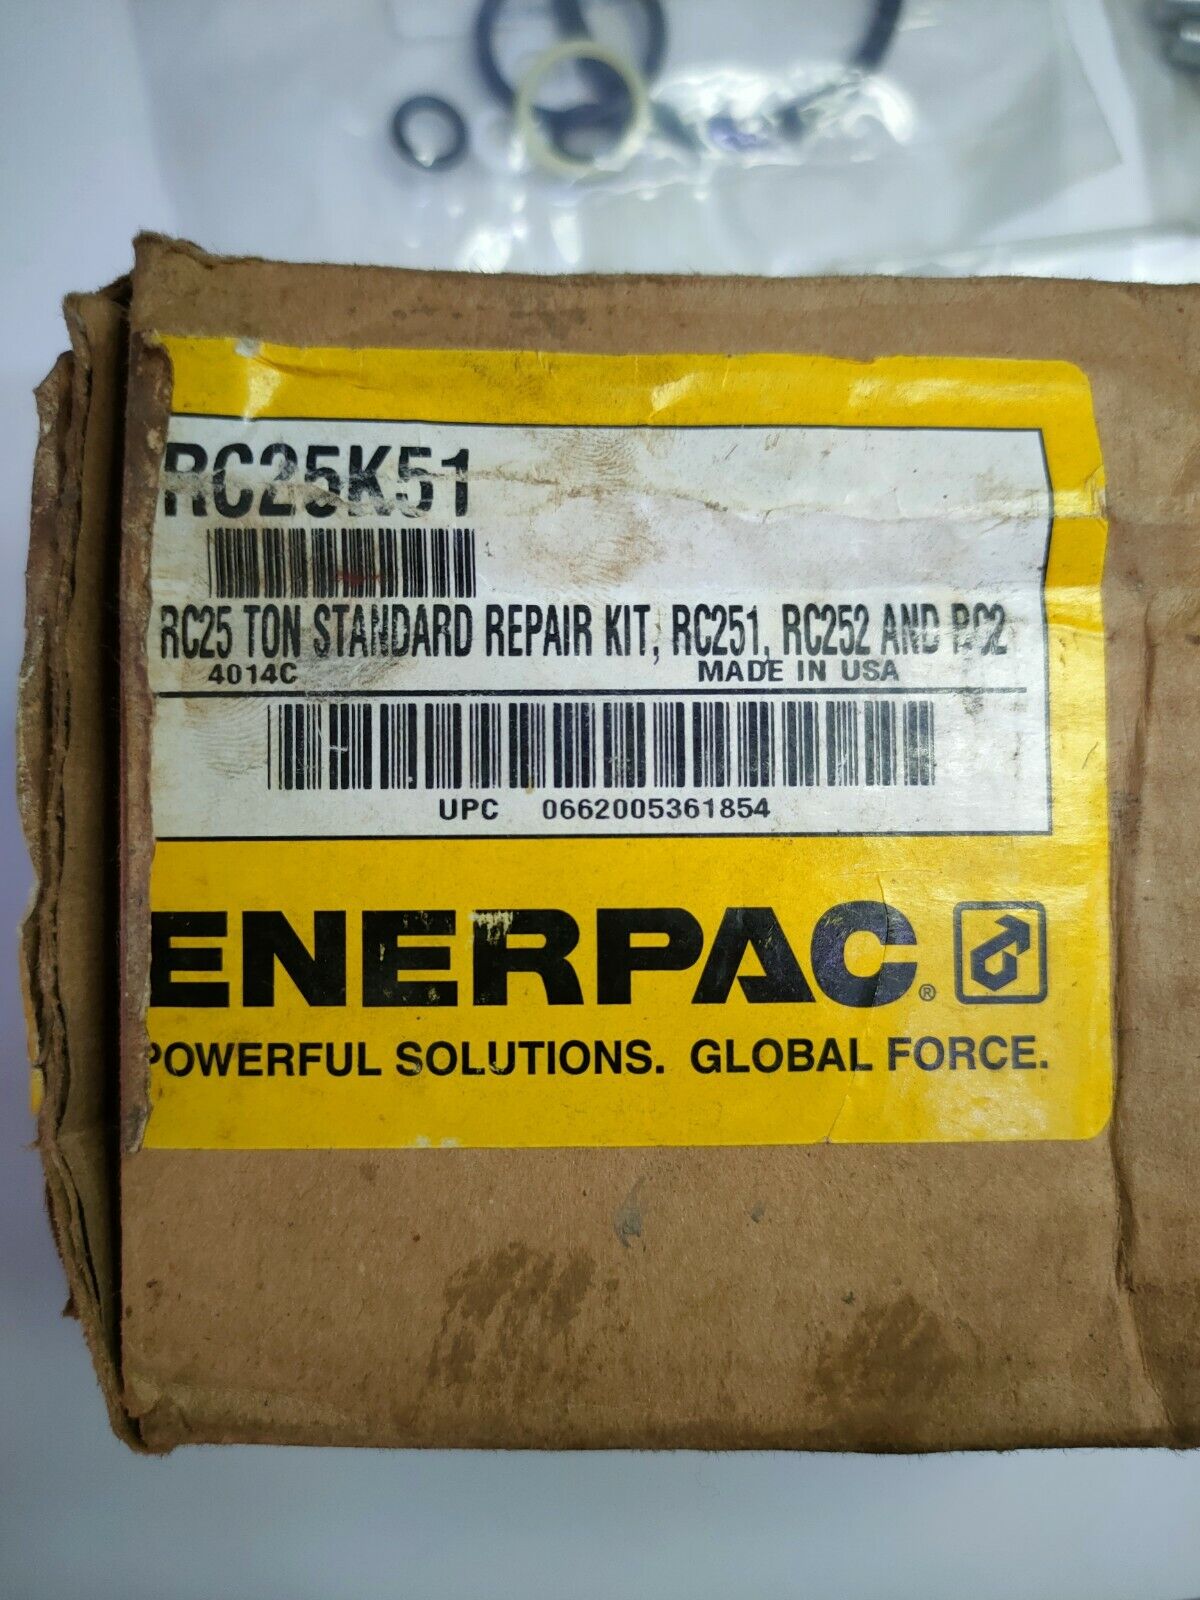 RC25K51
RC25 TON STANDARD REPAIR KIT, RC251, RC252 AND RC2
4014C MADE IN USA
UPC 0662005361854
ENERPAC®
POWERFUL SOLUTIONS. GLOBAL FORCE.